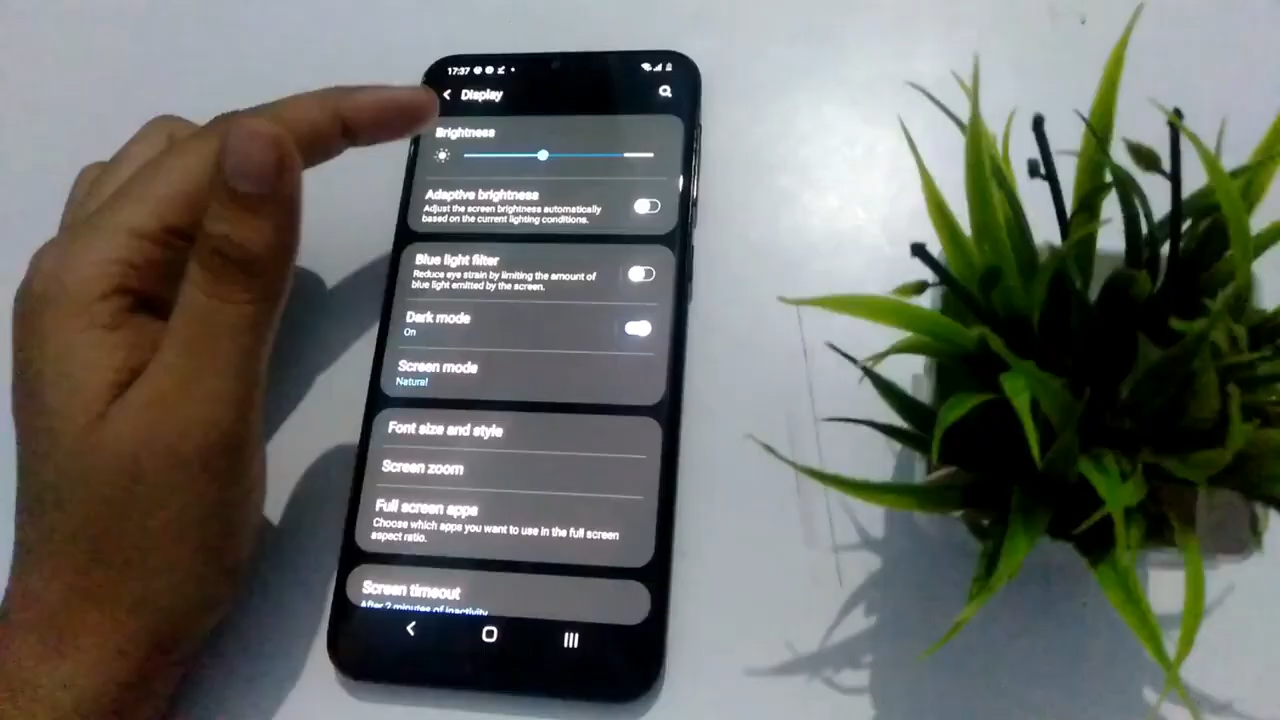 17:37
Display
Brightness
Adaptive brightness
Adjust the screen brightness automatically
based on the current lighting conditions.
Blue light filter
Reduce eye strain by limiting the amount of
blue light emitted by the screen.
Dark mode
On
Screen mode
Natural
Font size and style
Screen zoom
Full screen apps
Choose which apps you want to use in the full screen
aspect ratio.
Screen timeout
After 2 minutes of inactivity